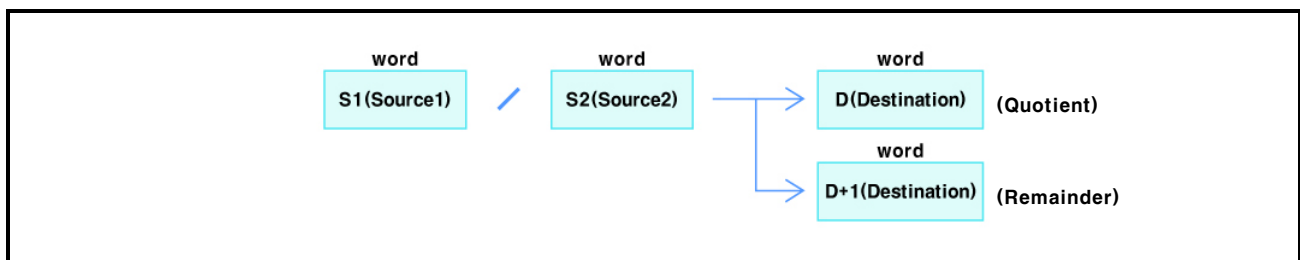 word word word
S1(Source1) / S2(Source2) D(Destination) (Quotient)
word
D+1(Destination) (Remainder)